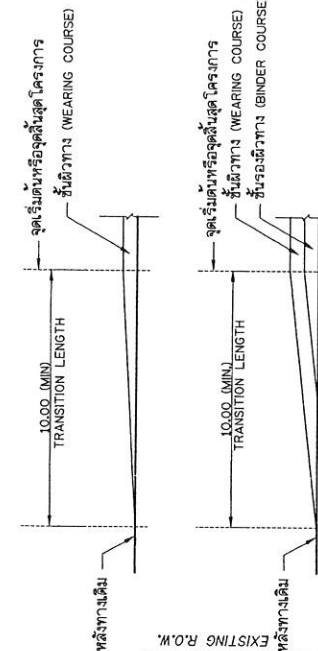 จุดเริ่มต้นหรือจุดสิ้นสุดโครงการ
ชั้นผิวทาง (WEARING COURSE)
10.00 (MIN)
TRANSITION LENGTH
หลังทางเดิม
จุดเริ่มต้นหรือจุดสิ้นสุดโครงการ
ชั้นผิวทาง (WEARING COURSE)
ชั้นรองผิวทาง (BINDER COURSE
10.00 (MIN.)
TRANSITION LENGTH
หลังทางเดิม
EXISTING R.O.W.